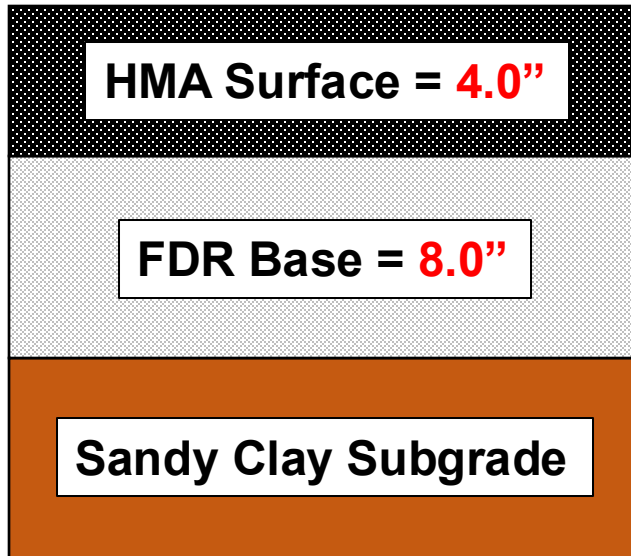 HMA Surface = 4.0”
FDR Base = 8.0”
Sandy Clay Subgrade